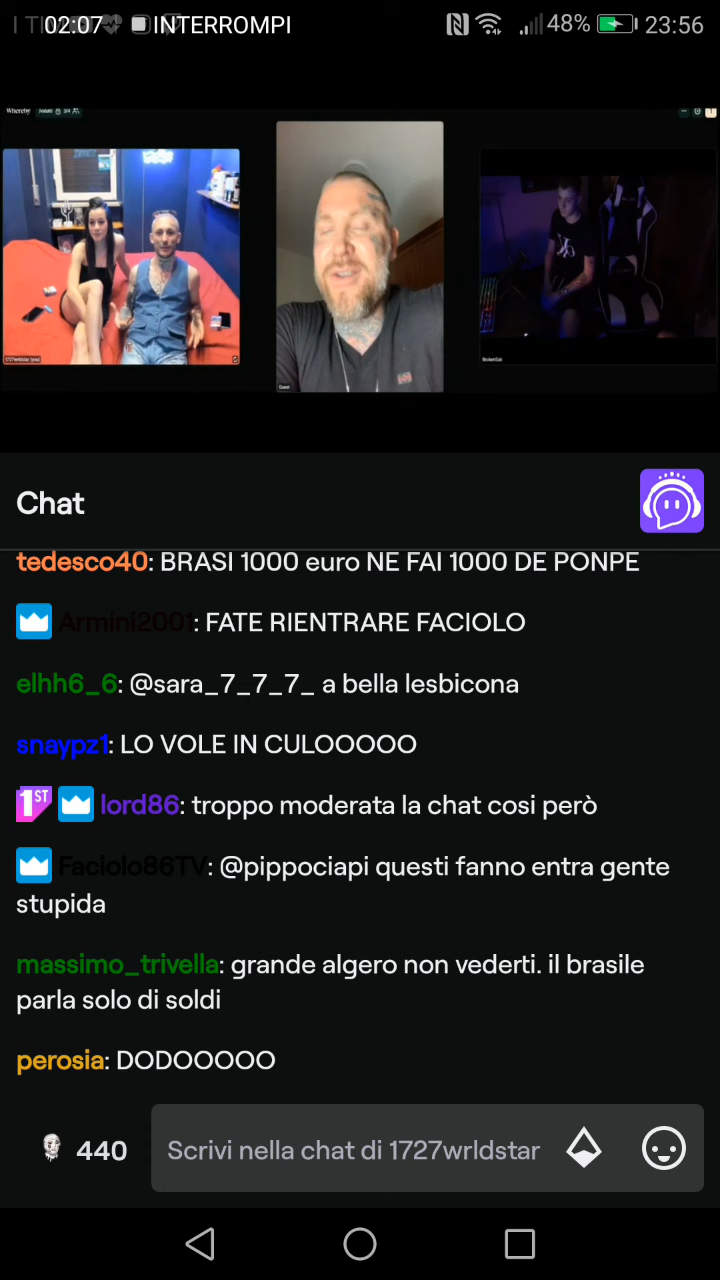 02:07 INTERROMPI 48% 23:56
Whereby
Guest
Chat
tedesco40: BRASI 1000 euro NE FAI 1000 DE PONPE
Armini2001: FATE RIENTRARE FACIOLO
elhh6_6: @sara_7_7_7_ a bella lesbicona
snaypz1: LO VOLE IN CULOOOOO
1ST lord86: troppo moderata la chat cosi però
Faciolo86TV: @pippociapi questi fanno entra gente
stupida
massimo_trivella: grande algero non vederti. il brasile
parla solo di soldi
perosia: DODOOOOO
440 Scrivi nella chat di 1727wrldstar